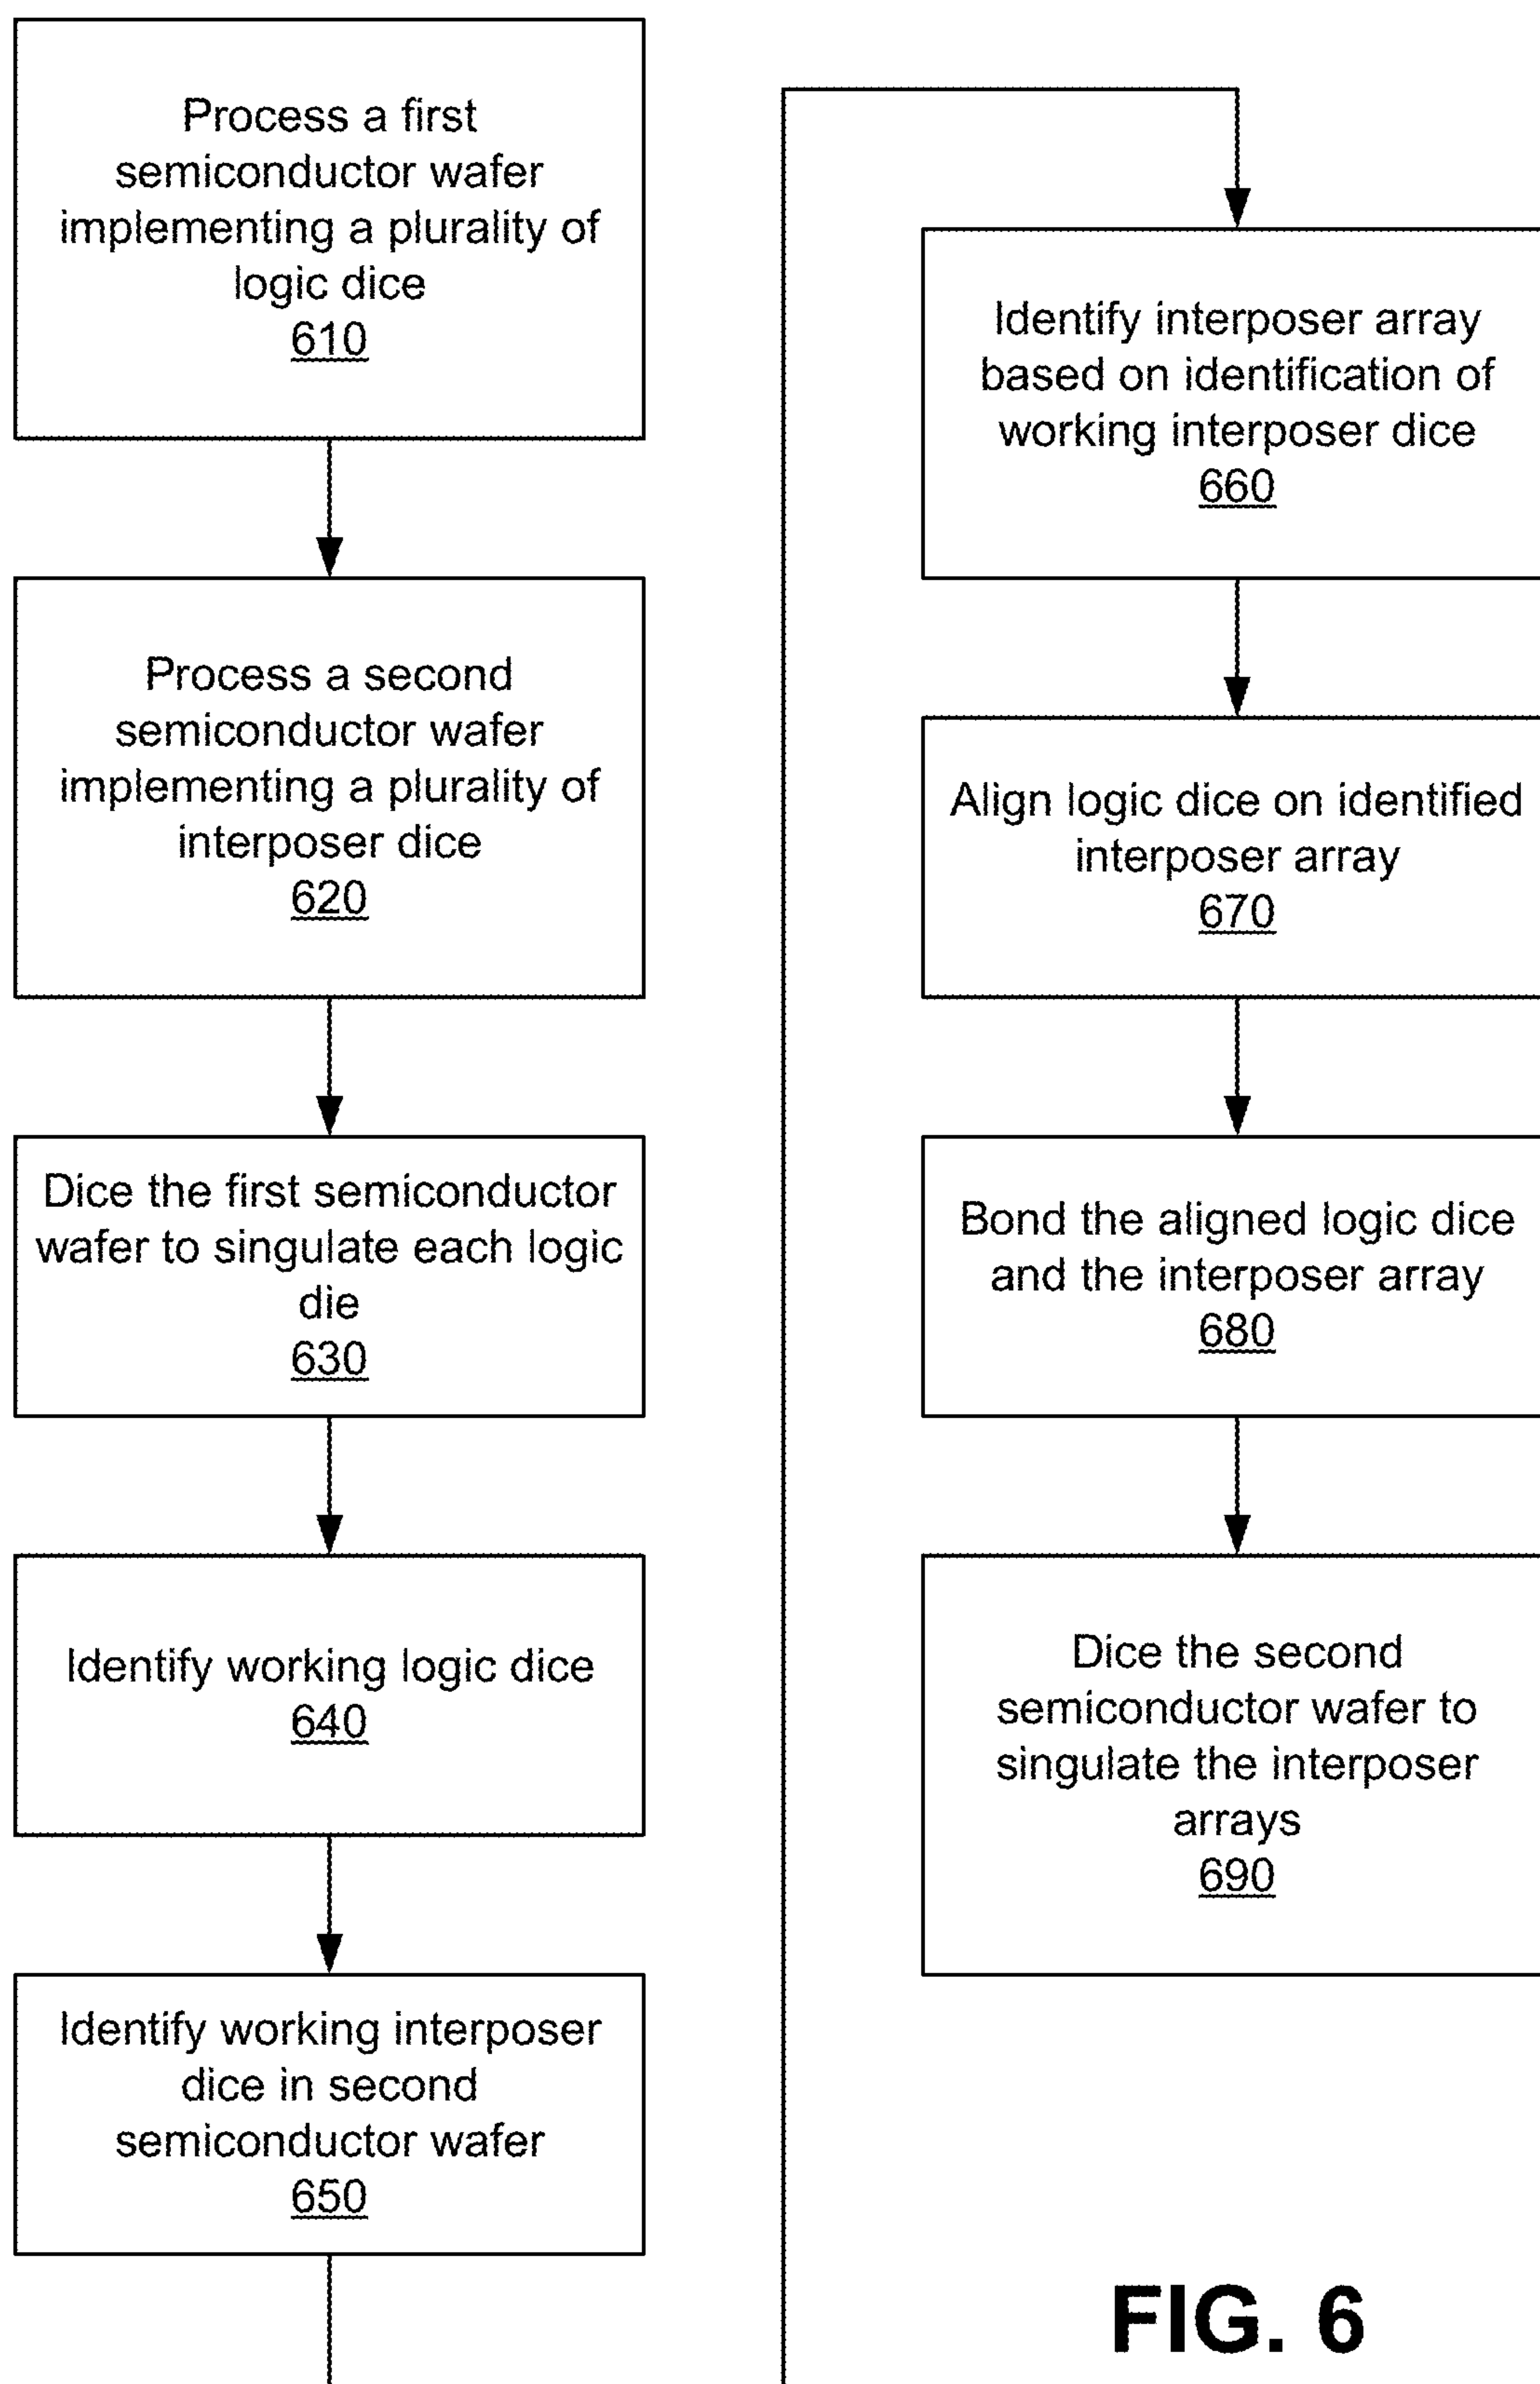 Process a first
semiconductor wafer
implementing a plurality of
logic dice
610
Process a second
semiconductor wafer
implementing a plurality of
interposer dice
620
Dice the first semiconductor
wafer to singulate each logic
die
630
Identify working logic dice
640
Identify working interposer
dice in second
semiconductor wafer
650
Identify interposer array
based on identification of
working interposer dice
660
Align logic dice on identified
interposer array
670
Bond the aligned logic dice
and the interposer array
680
Dice the second
semiconductor wafer to
singulate the interposer
arrays
690
FIG. 6